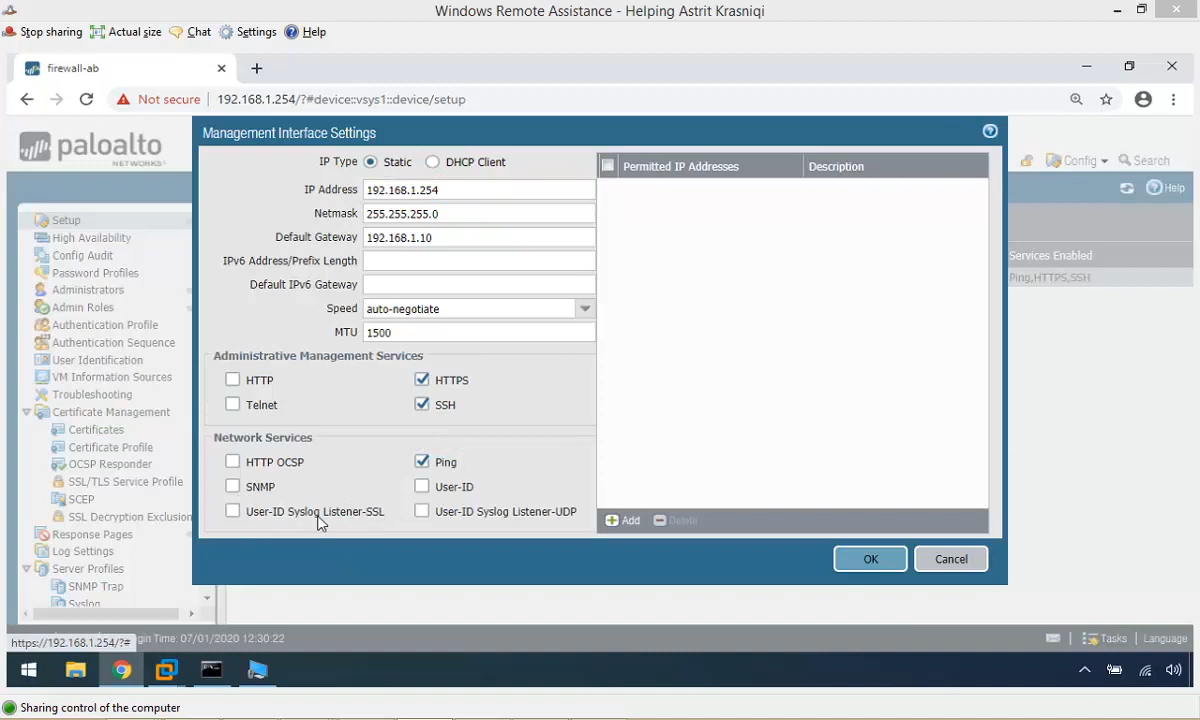 Windows Remote Assistance - Helping Astrit Krasniqi
Stop sharing Actual size Chat Settings Help
firewall-ab
Not secure 192.168.1.254/?#device::vsys1::device/setup
paloalto
NETWORKS
Config Search
Help
Management Interface Settings
IP Type Static DHCP Client
IP Address 192.168.1.254
Netmask 255.255.255.0
Default Gateway 192.168.1.10
IPv6 Address/Prefix Length
Default IPv6 Gateway
Speed auto-negotiate
MTU 1500
Administrative Management Services
HTTP HTTPS
Telnet SSH
Network Services
HTTP OCSP Ping
SNMP User-ID
User-ID Syslog Listener-SSL User-ID Syslog Listener-UDP
Permitted IP Addresses Description
Add Delete
OK Cancel
Setup
High Availability
Config Audit
Password Profiles
Administrators
Admin Roles
Authentication Profile
Authentication Sequence
User Identification
VM Information Sources
Troubleshooting
Certificate Management
Certificates
Certificate Profile
OCSP Responder
SSL/TLS Service Profile
SCEP
SSL Decryption Exclusion
Response Pages
Log Settings
Server Profiles
SNMP Trap
Syslog
Services Enabled
Ping,HTTPS,SSH
https://192.168.1.254/?# gin Time: 07/01/2020 12:30:22
Tasks Language
Sharing control of the computer